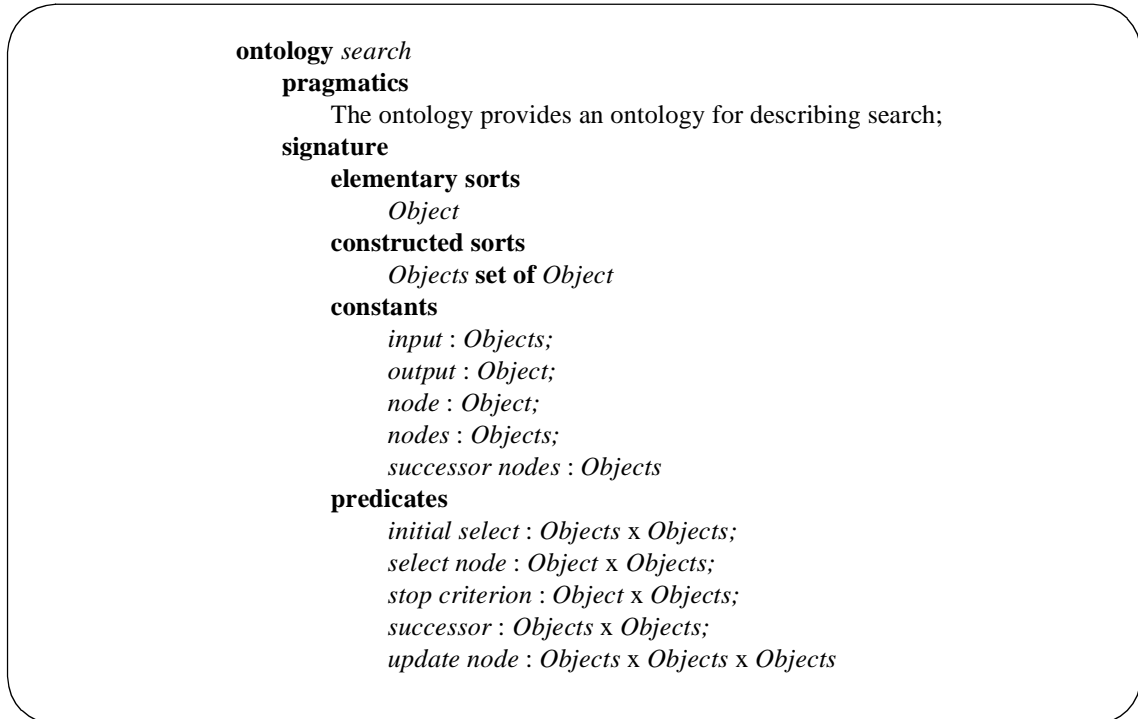 ontology search
pragmatics
The ontology provides an ontology for describing search;
signature
elementary sorts
Object
constructed sorts
Objects set of Object
constants
input : Objects;
output : Object;
node : Object;
nodes : Objects;
successor nodes : Objects
predicates
initial select : Objects x Objects;
select node : Object x Objects;
stop criterion : Object x Objects;
successor : Objects x Objects;
update node : Objects x Objects x Objects